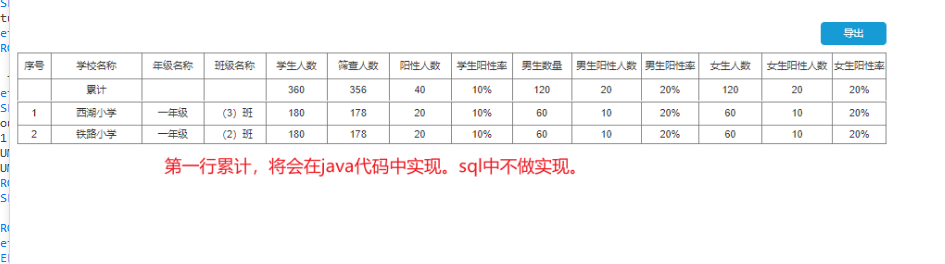 导出
序号 学校名称 年级名称 班级名称 学生人数 筛查人数 阳性人数 学生阳性率 男生数量 男生阳性人数 男生阳性率 女生人数 女生阳性人数 女生阳性率
累计 360 356 40 10% 120 20 20% 120 20 20%
1 西湖小学 一年级 （3）班 180 178 20 10% 60 10 20% 60 10 20%
2 铁路小学 一年级 （2）班 180 178 20 10% 60 10 20% 60 10 20%
第一行累计，将会在java代码中实现。sql中不做实现。